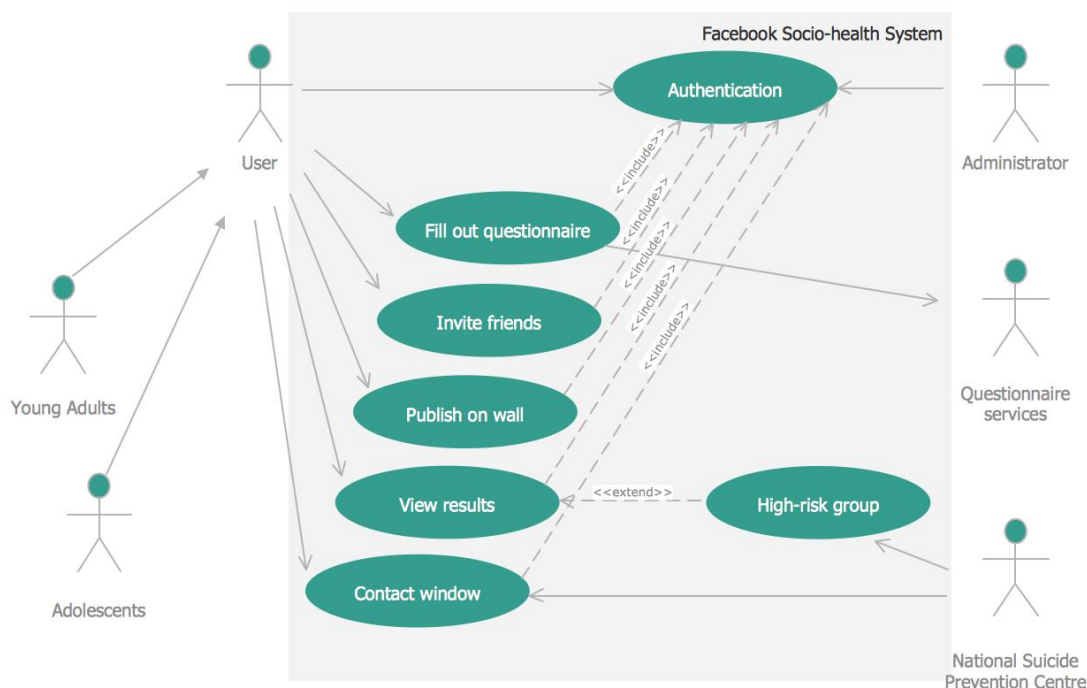 Facebook Socio-health System
Authentication
User
Administrator
<<include>>
Fill out questionnaire
<<include>>
<<include>>
Invite friends
<<include>>
<<include>>
Young Adults
Questionnaire
services
Publish on wall
View results
<<extend>>
High-risk group
Adolescents
Contact window
National Suicide
Prevention Centre